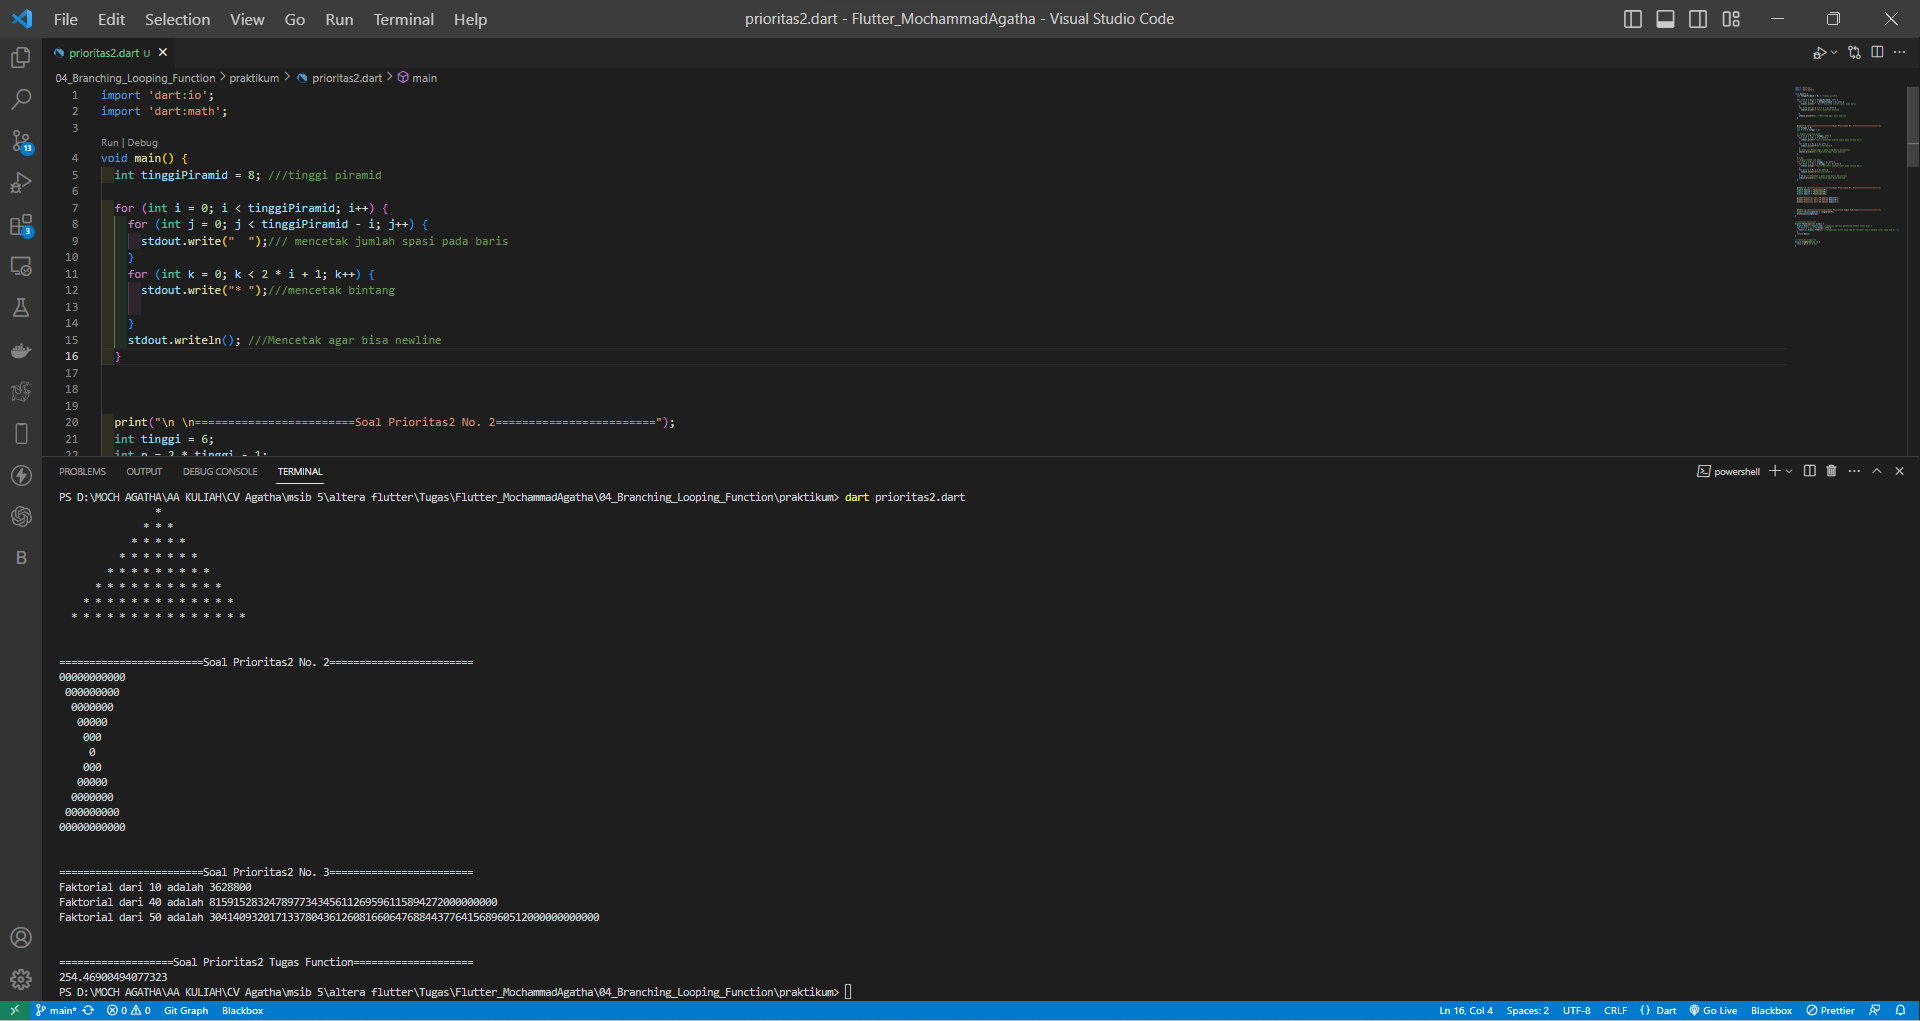 File Edit Selection View Go Run Terminal Help
prioritas2.dart - Flutter_MochammadAgatha - Visual Studio Code
prioritas2.dart U
04_Branching_Looping_Function > praktikum > prioritas2.dart > main
1 import 'dart:io';
2 import 'dart:math';
3
Run | Debug
4 void main() {
5   int tinggiPiramid = 8; ///tinggi piramid
6
7   for (int i = 0; i < tinggiPiramid; i++) {
8     for (int j = 0; j < tinggiPiramid - i; j++) {
9       stdout.write("  ");/// mencetak jumlah spasi pada baris
10     }
11     for (int k = 0; k < 2 * i + 1; k++) {
12       stdout.write("* ");///mencetak bintang
13
14     }
15     stdout.writeln(); ///Mencetak agar bisa newline
16   }
17
18
19
20   print("\n \n========================Soal Prioritas2 No. 2========================");
21   int tinggi = 6;
22   int n = 2 * tinggi - 1;
PROBLEMS OUTPUT DEBUG CONSOLE TERMINAL
powershell
PS D:\MOCH AGATHA\AA KULIAH\CV Agatha\msib 5\altera flutter\Tugas\Flutter_MochammadAgatha\04_Branching_Looping_Function\praktikum> dart prioritas2.dart
                *
              * * *
            * * * * *
          * * * * * * *
        * * * * * * * * *
      * * * * * * * * * * *
    * * * * * * * * * * * * *
  * * * * * * * * * * * * * * *
========================Soal Prioritas2 No. 2========================
00000000000
 000000000
  0000000
   00000
    000
     0
    000
   00000
  0000000
 000000000
00000000000
========================Soal Prioritas2 No. 3========================
Faktorial dari 10 adalah 3628800
Faktorial dari 40 adalah 815915283247897734345611269596115894272000000000
Faktorial dari 50 adalah 30414093201713378043612608166064768844377641568960512000000000000
===================Soal Prioritas2 Tugas Function====================
254.46900494077323
PS D:\MOCH AGATHA\AA KULIAH\CV Agatha\msib 5\altera flutter\Tugas\Flutter_MochammadAgatha\04_Branching_Looping_Function\praktikum>
13
3
B
main* 0 0 Git Graph Blackbox
Ln 16, Col 4 Spaces: 2 UTF-8 CRLF {} Dart Go Live Blackbox Prettier